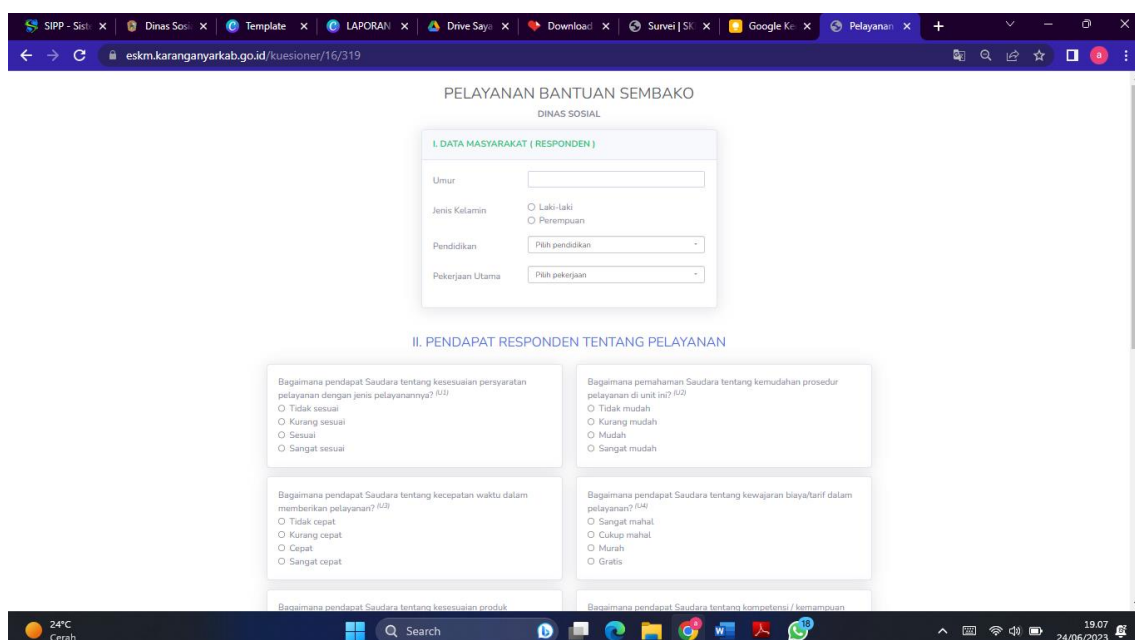 SIPP - Sist
Dinas Sosi
Template
LAPORAN
Drive Saya
Download
Survei | SK
Google Ke
Pelayanan
eskm.karanganyarkab.go.id/kuesioner/16/319
a
PELAYANAN BANTUAN SEMBAKO
DINAS SOSIAL
I. DATA MASYARAKAT ( RESPONDEN )
Umur
Jenis Kelamin
Laki-laki
Perempuan
Pendidikan
Pilih pendidikan
Pekerjaan Utama
Pilih pekerjaan
II. PENDAPAT RESPONDEN TENTANG PELAYANAN
Bagaimana pendapat Saudara tentang kesesuaian persyaratan
pelayanan dengan jenis pelayanannya? (U1)
Tidak sesuai
Kurang sesuai
Sesuai
Sangat sesuai
Bagaimana pemahaman Saudara tentang kemudahan prosedur
pelayanan di unit ini? (U2)
Tidak mudah
Kurang mudah
Mudah
Sangat mudah
Bagaimana pendapat Saudara tentang kecepatan waktu dalam
memberikan pelayanan? (U3)
Tidak cepat
Kurang cepat
Cepat
Sangat cepat
Bagaimana pendapat Saudara tentang kewajaran biaya/tarif dalam
pelayanan? (U4)
Sangat mahal
Cukup mahal
Murah
Gratis
Bagaimana pendapat Saudara tentang kesesuaian produk
Bagaimana pendapat Saudara tentang kompetensi / kemampuan
24°C
Cerah
Search
18
19.07
24/06/2023